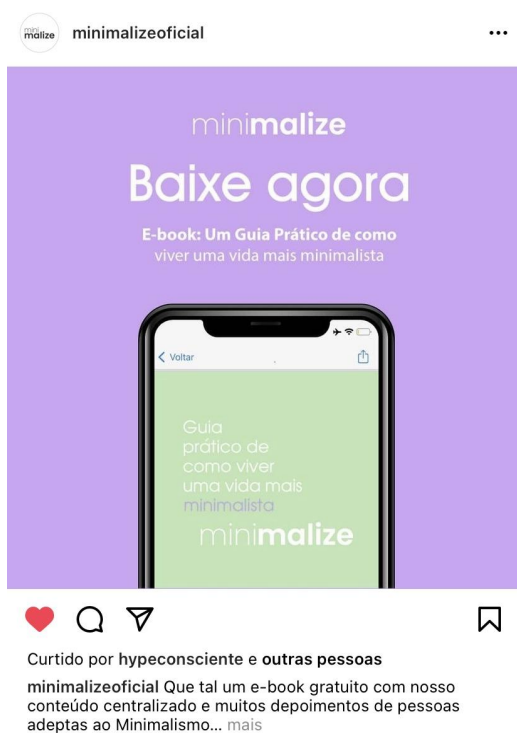 mini
malize
minimalizeoficial
minimalize
Baixe agora
E-book: Um Guia Prático de como
viver uma vida mais minimalista
Voltar
Guia
prático de
como viver
uma vida mais
minimalista
minimalize
Curtido por hypeconsciente e outras pessoas
minimalizeoficial Que tal um e-book gratuito com nosso
conteúdo centralizado e muitos depoimentos de pessoas
adeptas ao Minimalismo... mais